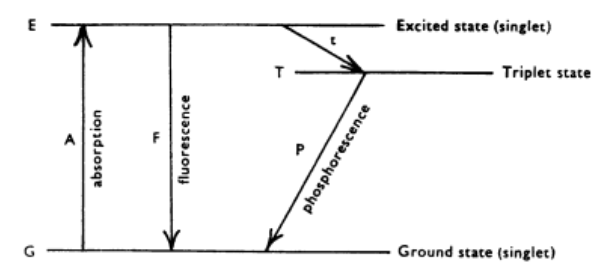 E
Excited state (singlet)
t
T
Triplet state
A
absorption
F
fluorescence
P
phosphorescence
G
Ground state (singlet)